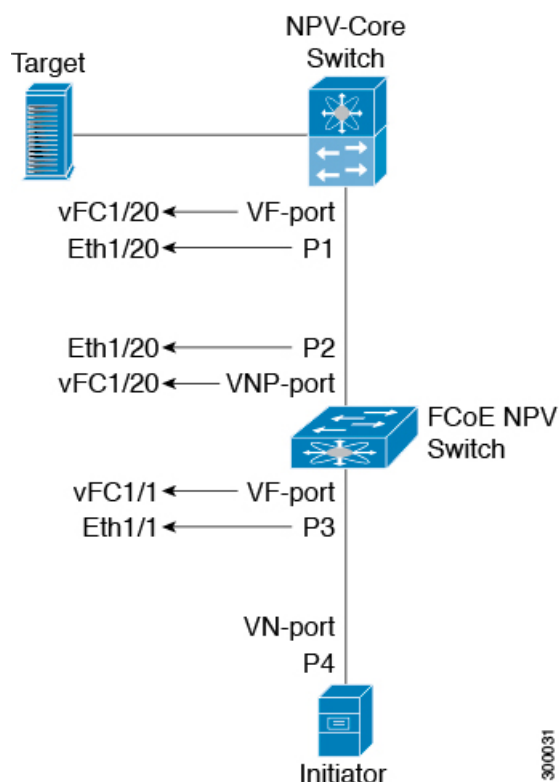 NPV-Core
Switch
Target
vFC1/20 VF-port
Eth1/20 P1
Eth1/20 P2
vFC1/20 VNP-port
FCoE NPV
Switch
vFC1/1 VF-port
Eth1/1 P3
VN-port
P4
Initiator
300031